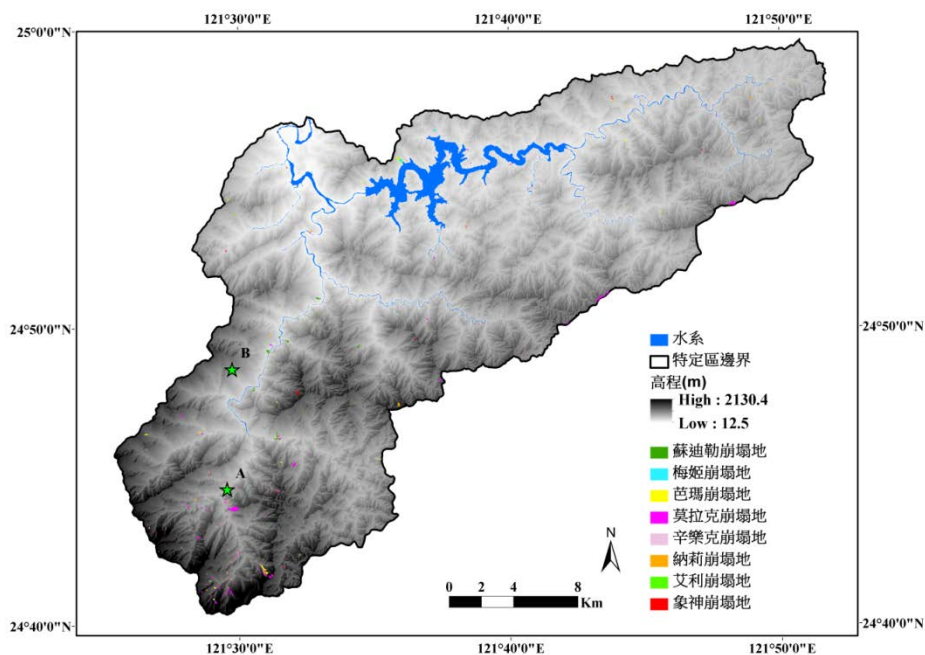 121°30'0"E 121°40'0"E 121°50'0"E
25°0'0"N 25°0'0"N
24°50'0"N 24°50'0"N
B
A
水系
特定區邊界
高程(m)
High : 2130.4
Low : 12.5
蘇迪勒崩塌地
梅姬崩塌地
芭瑪崩塌地
莫拉克崩塌地
辛樂克崩塌地
納莉崩塌地
艾利崩塌地
象神崩塌地
N
0 2 4 6 8
Km
24°40'0"N 24°40'0"N
121°30'0"E 121°40'0"E 121°50'0"E